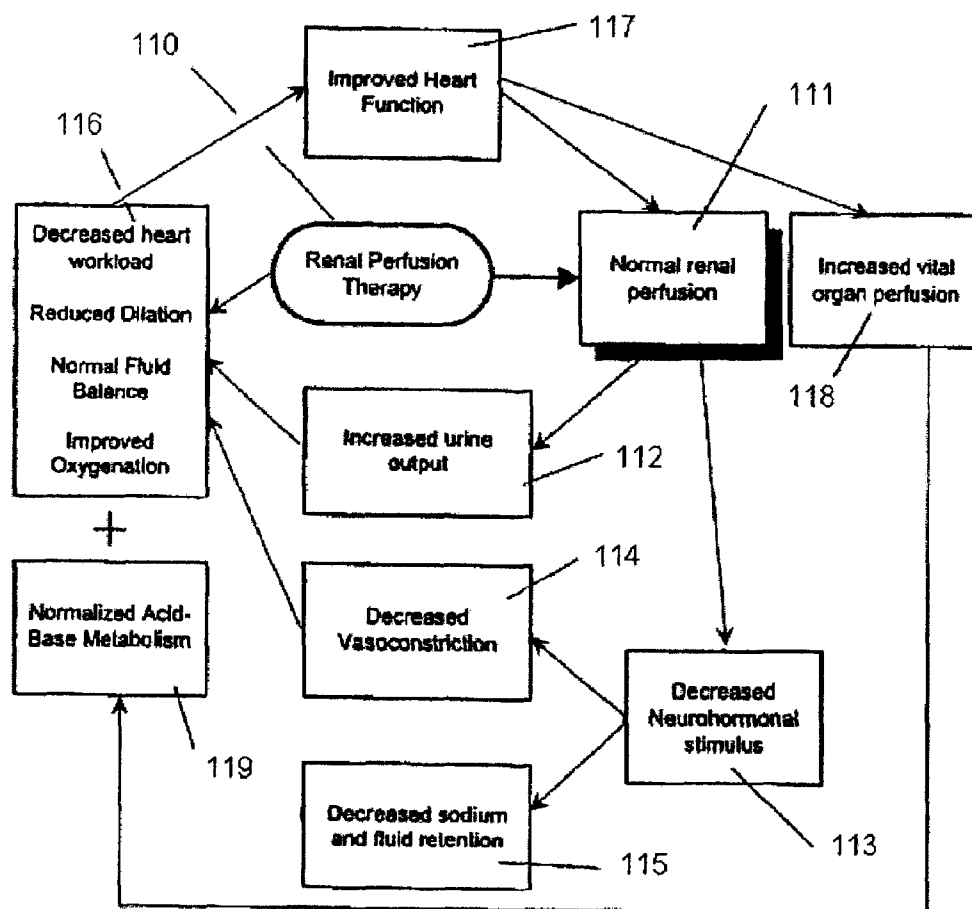 117
110
Improved Heart
Function
111
116
Decreased heart
workload
Reduced Dilation
Normal Fluid
Balance
Improved
Oxygenation
Renal Perfusion
Therapy
Normal renal
perfusion
Increased vital
organ perfusion
118
Increased urine
output
112
+
114
Normalized Acid-
Base Metabolism
Decreased
Vasoconstriction
Decreased
Neurohormonal
stimulus
119
113
Decreased sodium
and fluid retention
115